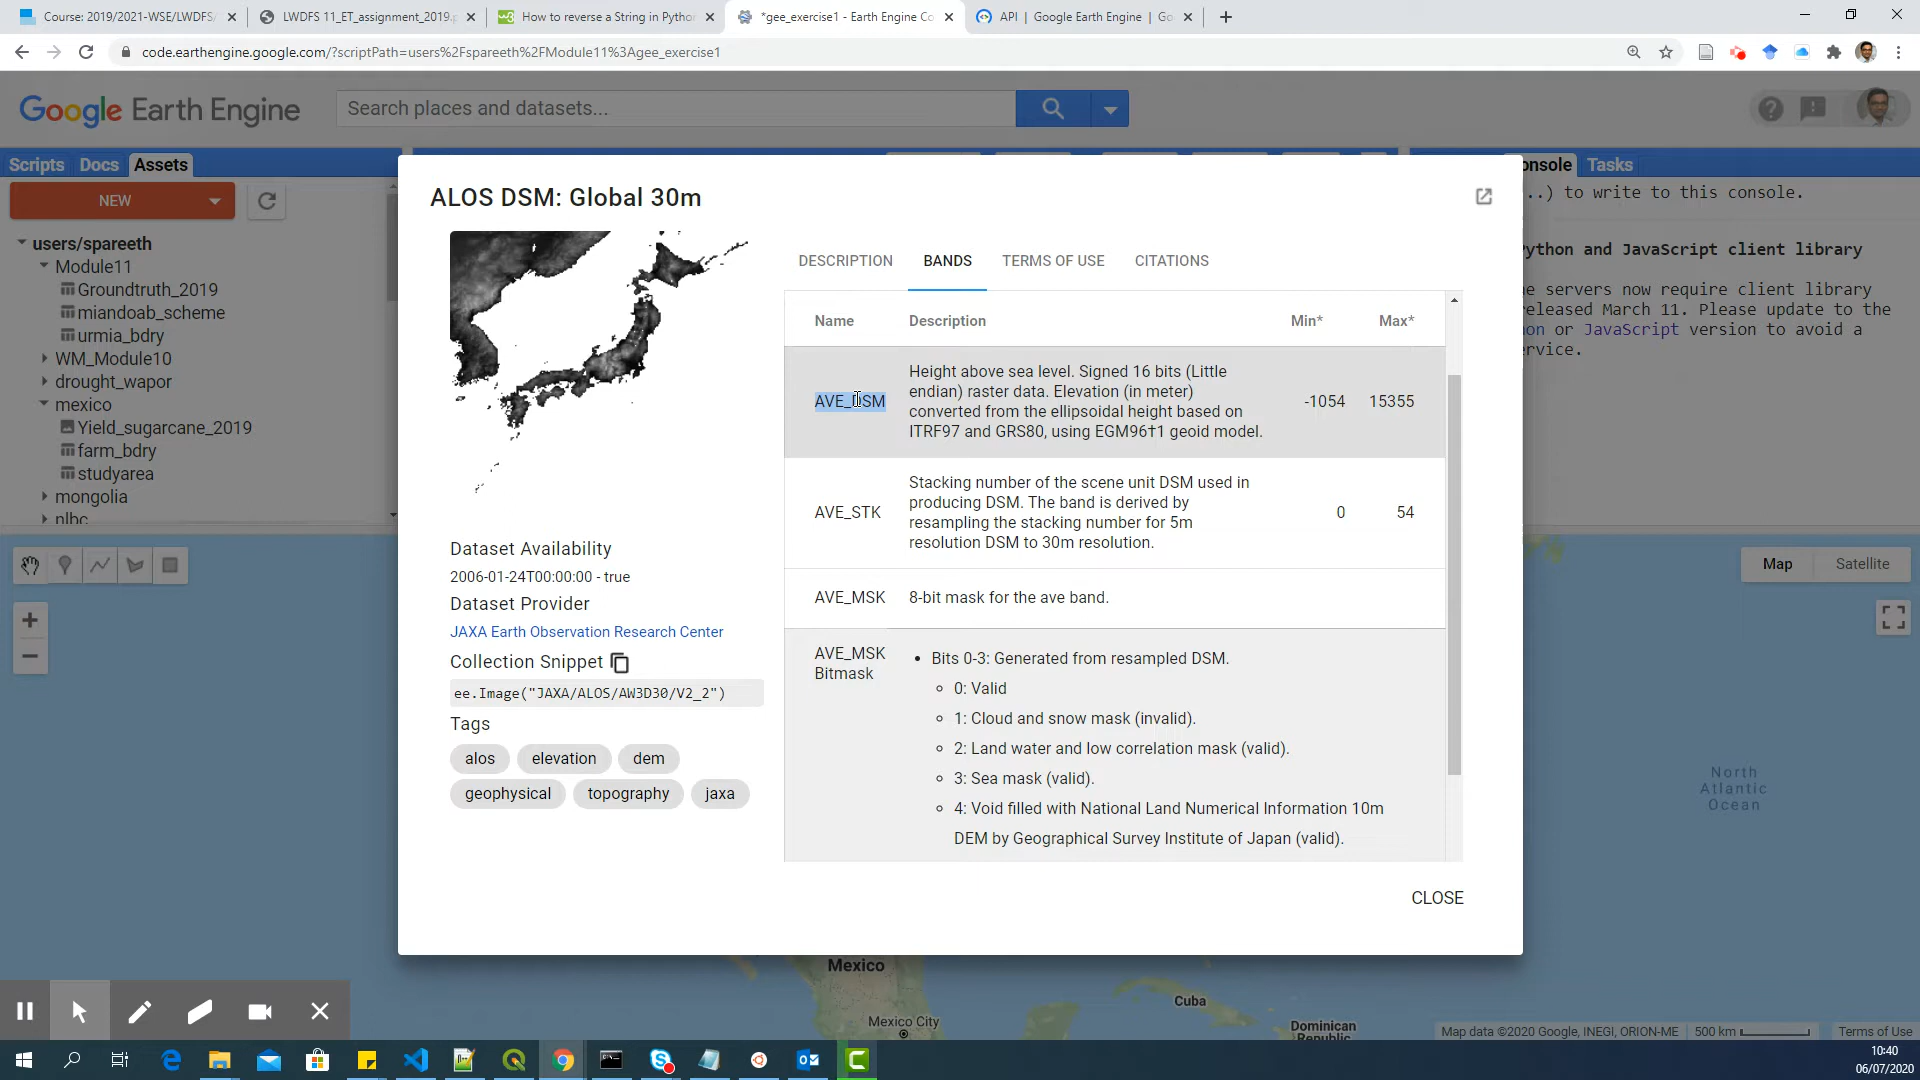 Course: 2019/2021-WSE/LWDFS/
LWDFS 11_ET_assignment_2019.p
How to reverse a String in Python
*gee_exercise1 - Earth Engine Co
API | Google Earth Engine | Go
code.earthengine.google.com/?scriptPath=users%2Fspareeth%2FModule11%3Agee_exercise1
Google Earth Engine
Search places and datasets...
Scripts
Docs
Assets
NEW
users/spareeth
Module11
Groundtruth_2019
miandoab_scheme
urmia_bdry
WM_Module10
drought_wapor
mexico
Yield_sugarcane_2019
farm_bdry
studyarea
mongolia
nlbc
ALOS DSM: Global 30m
Dataset Availability
2006-01-24T00:00:00 - true
Dataset Provider
JAXA Earth Observation Research Center
Collection Snippet
ee.Image("JAXA/ALOS/AW3D30/V2_2")
Tags
alos
elevation
dem
geophysical
topography
jaxa
DESCRIPTION
BANDS
TERMS OF USE
CITATIONS
Name Description Min* Max*
AVE_DSM
Height above sea level. Signed 16 bits (Little
endian) raster data. Elevation (in meter)
converted from the ellipsoidal height based on
ITRF97 and GRS80, using EGM96†1 geoid model.
-1054 15355
AVE_STK
Stacking number of the scene unit DSM used in
producing DSM. The band is derived by
resampling the stacking number for 5m
resolution DSM to 30m resolution.
0 54
AVE_MSK 8-bit mask for the ave band.
AVE_MSK
Bitmask
• Bits 0-3: Generated from resampled DSM.
0: Valid
1: Cloud and snow mask (invalid).
2: Land water and low correlation mask (valid).
3: Sea mask (valid).
4: Void filled with National Land Numerical Information 10m
DEM by Geographical Survey Institute of Japan (valid).
CLOSE
onsole
Tasks
..) to write to this console.
ython and JavaScript client library
e servers now require client library
eleased March 11. Please update to the
on or JavaScript version to avoid a
rvice.
Map
Satellite
North
Atlantic
Ocean
Mexico
Mexico City
Cuba
Dominican
Republic
Map data ©2020 Google, INEGI, ORION-ME
500 km
Terms of Use
10:40
06/07/2020